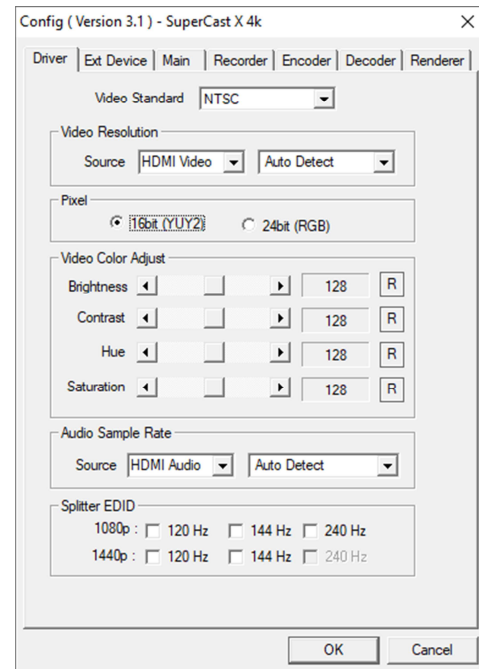 Config ( Version 3.1 ) - SuperCast X 4k
Driver Ext Device Main Recorder Encoder Decoder Renderer
Video Standard NTSC
Video Resolution
Source HDMI Video Auto Detect
Pixel
16bit (YUY2) 24bit (RGB)
Video Color Adjust
Brightness 128 R
Contrast 128 R
Hue 128 R
Saturation 128 R
Audio Sample Rate
Source HDMI Audio Auto Detect
Splitter EDID
1080p : 120 Hz 144 Hz 240 Hz
1440p : 120 Hz 144 Hz 240 Hz
OK Cancel